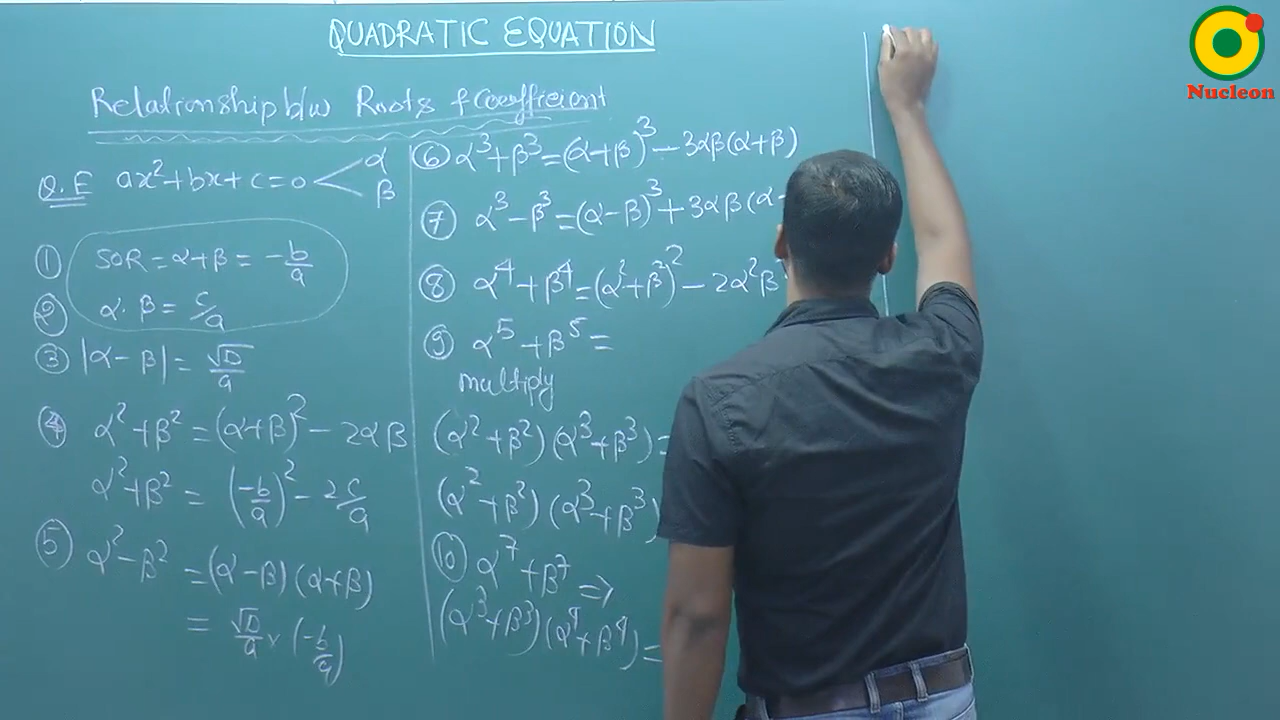 QUADRATIC EQUATION
Relationship b/w Roots & Coefficient
Q.E ax²+bx+c=0 < α β
① SOR = α+β = -b/a
② α·β = c/a
③ |α-β| = √D/a
④ α²+β² = (α+β)² - 2αβ
α²+β² = (-b/a)² - 2c/a
⑤ α²-β² = (α-β)(α+β)
= √D/a × (-b/a)
⑥ α³+β³ = (α+β)³ - 3αβ(α+β)
⑦ α³-β³ = (α-β)³ + 3αβ(α-
⑧ α⁴+β⁴ = (α²+β²)² - 2α²β²
⑨ α⁵+β⁵ =
multiply
(α²+β²)(α³+β³) =
(α²+β²)(α³+β³)
⑩ α⁷+β⁷ ⇒
(α³+β³)(α⁴+β⁴) =
Nucleon